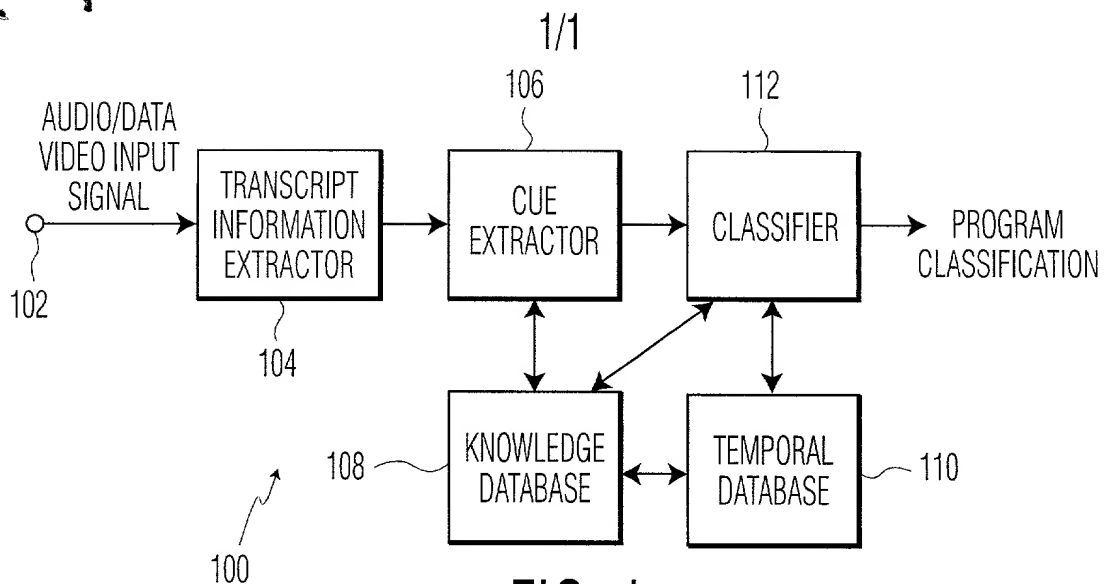 1/1
AUDIO/DATA
VIDEO INPUT
SIGNAL
102
TRANSCRIPT
INFORMATION
EXTRACTOR
104
106
CUE
EXTRACTOR
112
CLASSIFIER
PROGRAM
CLASSIFICATION
108
KNOWLEDGE
DATABASE
TEMPORAL
DATABASE
110
100